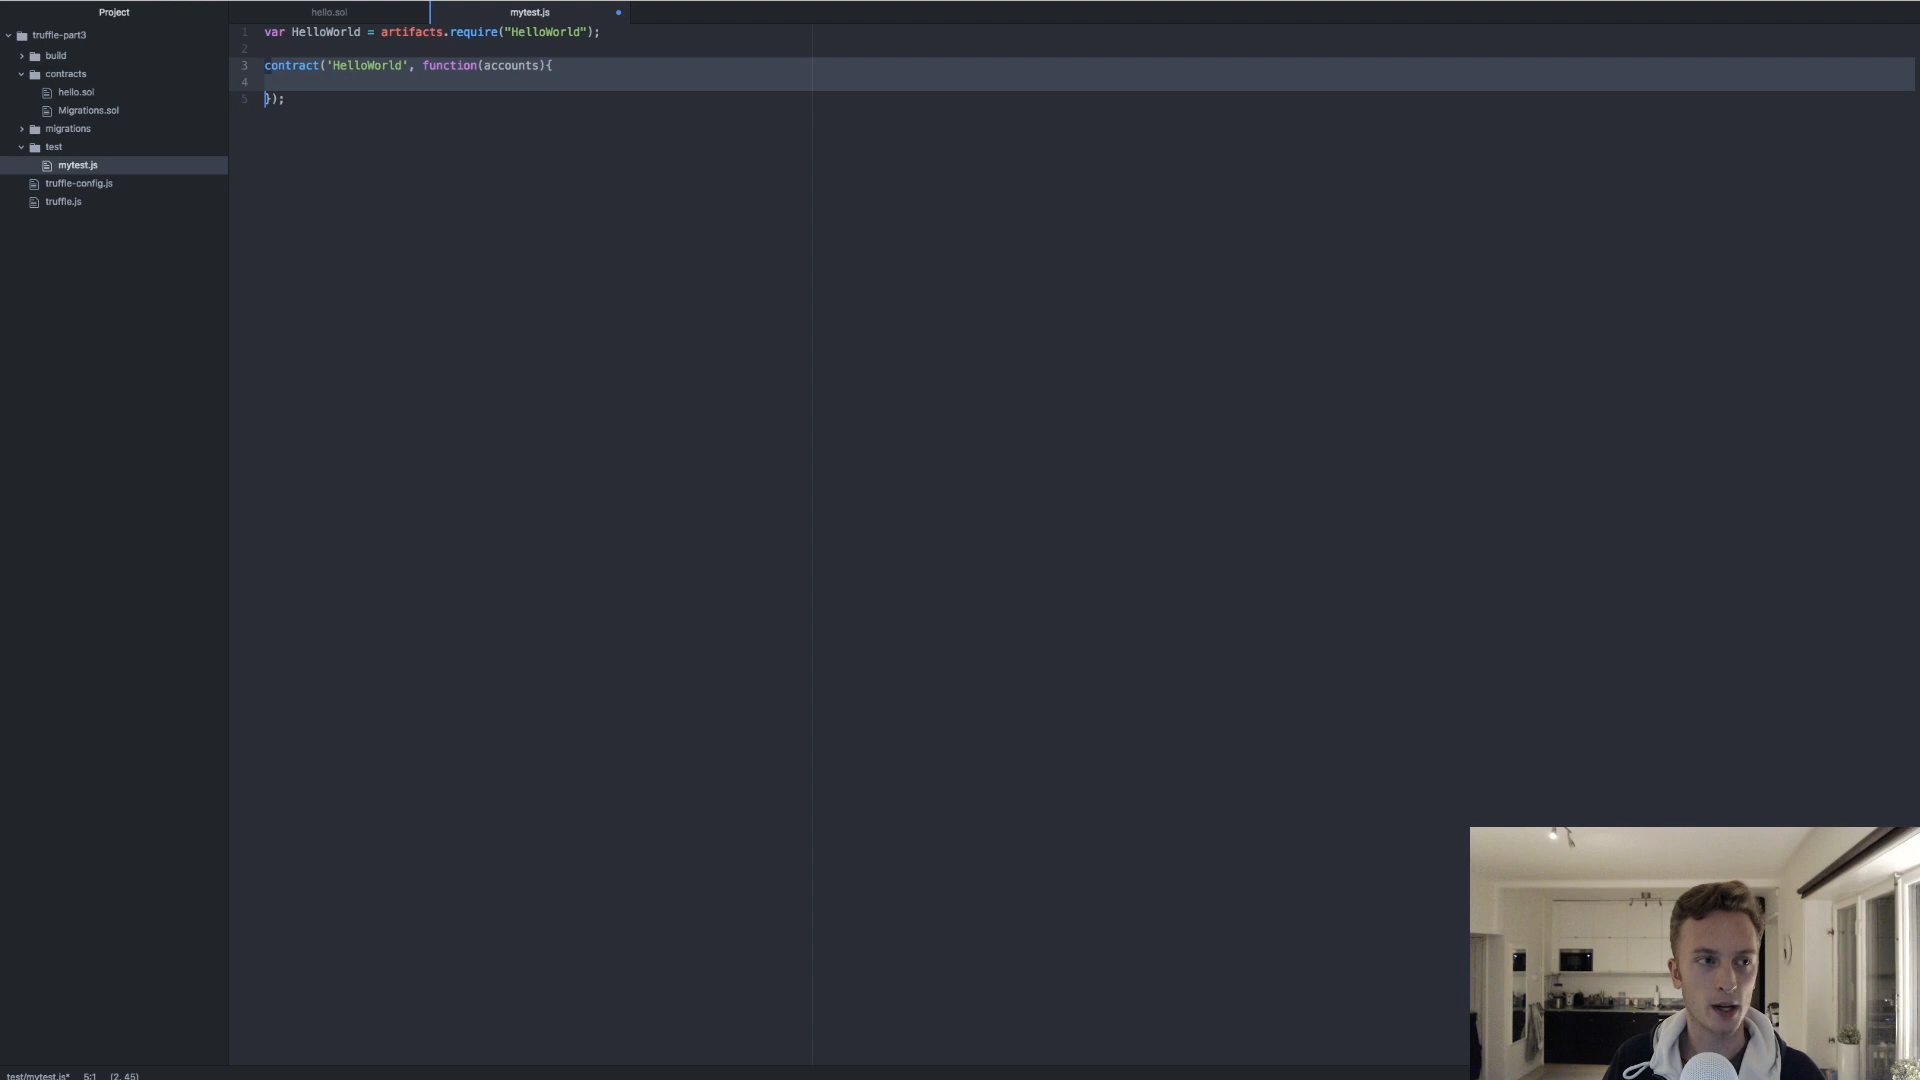 Project
truffle-part3
build
contracts
hello.sol
Migrations.sol
migrations
test
mytest.js
truffle-config.js
truffle.js
hello.sol
mytest.js
1 var HelloWorld = artifacts.require("HelloWorld");
2
3 contract('HelloWorld', function(accounts){
4
5 });
test/mytest.js* 5:1 (2, 45)